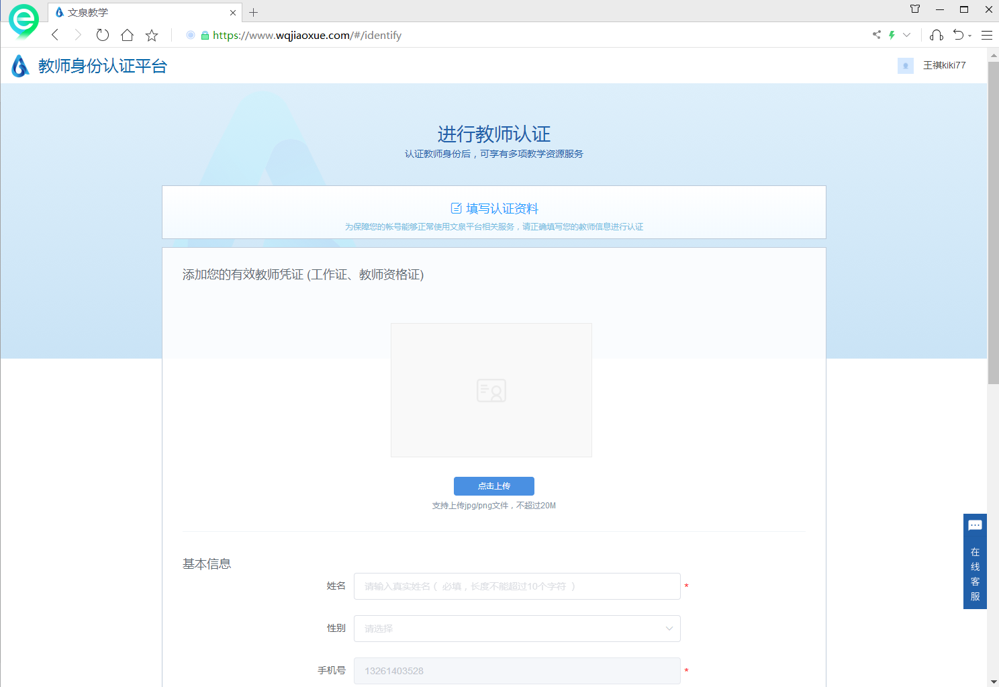 文泉教学
https://www.wqjiaoxue.com/#/identify
教师身份认证平台
王祺kiki77
进行教师认证
认证教师身份后，可享有多项教学资源服务
填写认证资料
为保障您的帐号能够正常使用文泉平台相关服务，请正确填写您的教师信息进行认证
添加您的有效教师凭证 (工作证、教师资格证)
点击上传
支持上传jpg/png文件，不超过20M
基本信息
姓名
请输入真实姓名（ 必填，长度不能超过10个字符 ）
*
性别
请选择
手机号
13261403528
*
在
线
客
服